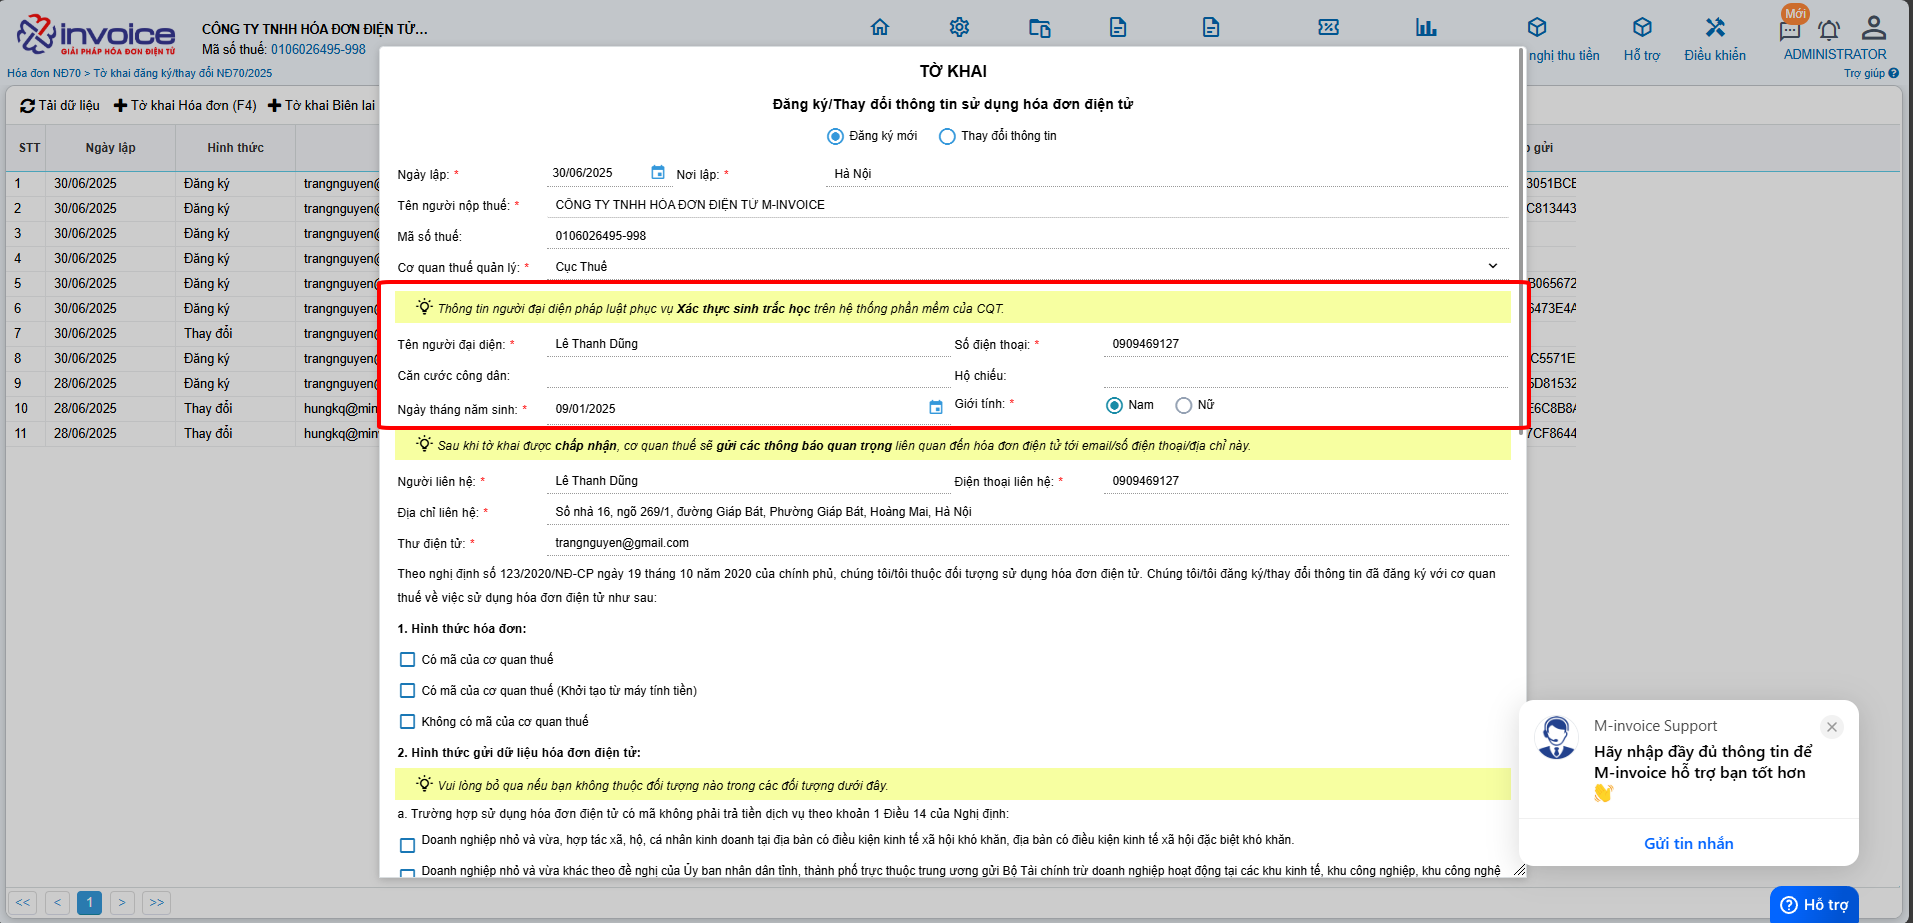 invoice
GIẢI PHÁP HÓA ĐƠN ĐIỆN TỬ
CÔNG TY TNHH HÓA ĐƠN ĐIỆN TỬ...
Mã số thuế: 0106026495-998
nghị thu tiền
Hỗ trợ
Điều khiển
Mới
ADMINISTRATOR
Hóa đơn NĐ70 > Tờ khai đăng ký/thay đổi NĐ70/2025
Trợ giúp
Tải dữ liệu
Tờ khai Hóa đơn (F4)
Tờ khai Biên lai
STT Ngày lập Hình thức gửi
1 30/06/2025 Đăng ký trangnguyen@ 3051BCE
2 30/06/2025 Đăng ký trangnguyen@ C813443
3 30/06/2025 Đăng ký trangnguyen@
4 30/06/2025 Đăng ký trangnguyen@
5 30/06/2025 Đăng ký trangnguyen@ B065672
6 30/06/2025 Đăng ký trangnguyen@ 6473E4A
7 30/06/2025 Thay đổi trangnguyen@
8 30/06/2025 Đăng ký trangnguyen@ C5571E
9 28/06/2025 Đăng ký trangnguyen@ 5D81532
10 28/06/2025 Thay đổi hungkq@min E6C8B8A
11 28/06/2025 Thay đổi hungkq@min 7CF8644
<< < 1 > >>
TỜ KHAI
Đăng ký/Thay đổi thông tin sử dụng hóa đơn điện tử
Đăng ký mới Thay đổi thông tin
Ngày lập: * 30/06/2025 Nơi lập: * Hà Nội
Tên người nộp thuế: * CÔNG TY TNHH HÓA ĐƠN ĐIỆN TỬ M-INVOICE
Mã số thuế: 0106026495-998
Cơ quan thuế quản lý: * Cục Thuế
Thông tin người đại diện pháp luật phục vụ Xác thực sinh trắc học trên hệ thống phần mềm của CQT.
Tên người đại diện: * Lê Thanh Dũng Số điện thoại: * 0909469127
Căn cước công dân: Hộ chiếu:
Ngày tháng năm sinh: * 09/01/2025 Giới tính: * Nam Nữ
Sau khi tờ khai được chấp nhận, cơ quan thuế sẽ gửi các thông báo quan trọng liên quan đến hóa đơn điện tử tới email/số điện thoại/địa chỉ này.
Người liên hệ: * Lê Thanh Dũng Điện thoại liên hệ: * 0909469127
Địa chỉ liên hệ: * Số nhà 16, ngõ 269/1, đường Giáp Bát, Phường Giáp Bát, Hoàng Mai, Hà Nội
Thư điện tử: * trangnguyen@gmail.com
Theo nghị định số 123/2020/NĐ-CP ngày 19 tháng 10 năm 2020 của chính phủ, chúng tôi/tôi thuộc đối tượng sử dụng hóa đơn điện tử. Chúng tôi/tôi đăng ký/thay đổi thông tin đã đăng ký với cơ quan
thuế về việc sử dụng hóa đơn điện tử như sau:
1. Hình thức hóa đơn:
Có mã của cơ quan thuế
Có mã của cơ quan thuế (Khởi tạo từ máy tính tiền)
Không có mã của cơ quan thuế
2. Hình thức gửi dữ liệu hóa đơn điện tử:
Vui lòng bỏ qua nếu bạn không thuộc đối tượng nào trong các đối tượng dưới đây.
a. Trường hợp sử dụng hóa đơn điện tử có mã không phải trả tiền dịch vụ theo khoản 1 Điều 14 của Nghị định:
Doanh nghiệp nhỏ và vừa, hợp tác xã, hộ, cá nhân kinh doanh tại địa bàn có điều kiện kinh tế xã hội khó khăn, địa bàn có điều kiện kinh tế xã hội đặc biệt khó khăn.
Doanh nghiệp nhỏ và vừa khác theo đề nghị của Ủy ban nhân dân tỉnh, thành phố trực thuộc trung ương gửi Bộ Tài chính trừ doanh nghiệp hoạt động tại các khu kinh tế, khu công nghiệp, khu công nghệ
M-invoice Support
Hãy nhập đầy đủ thông tin để
M-invoice hỗ trợ bạn tốt hơn
Gửi tin nhắn
Hỗ trợ